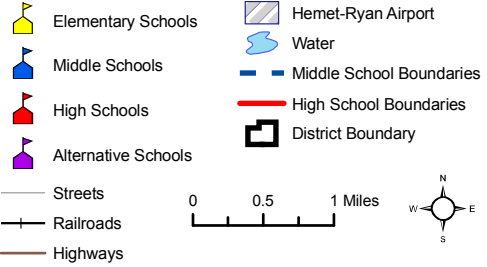 Elementary Schools
Middle Schools
High Schools
Alternative Schools
Streets
Railroads
Highways
Hemet-Ryan Airport
Water
Middle School Boundaries
High School Boundaries
District Boundary
0 0.5 1 Miles
N
W E
S